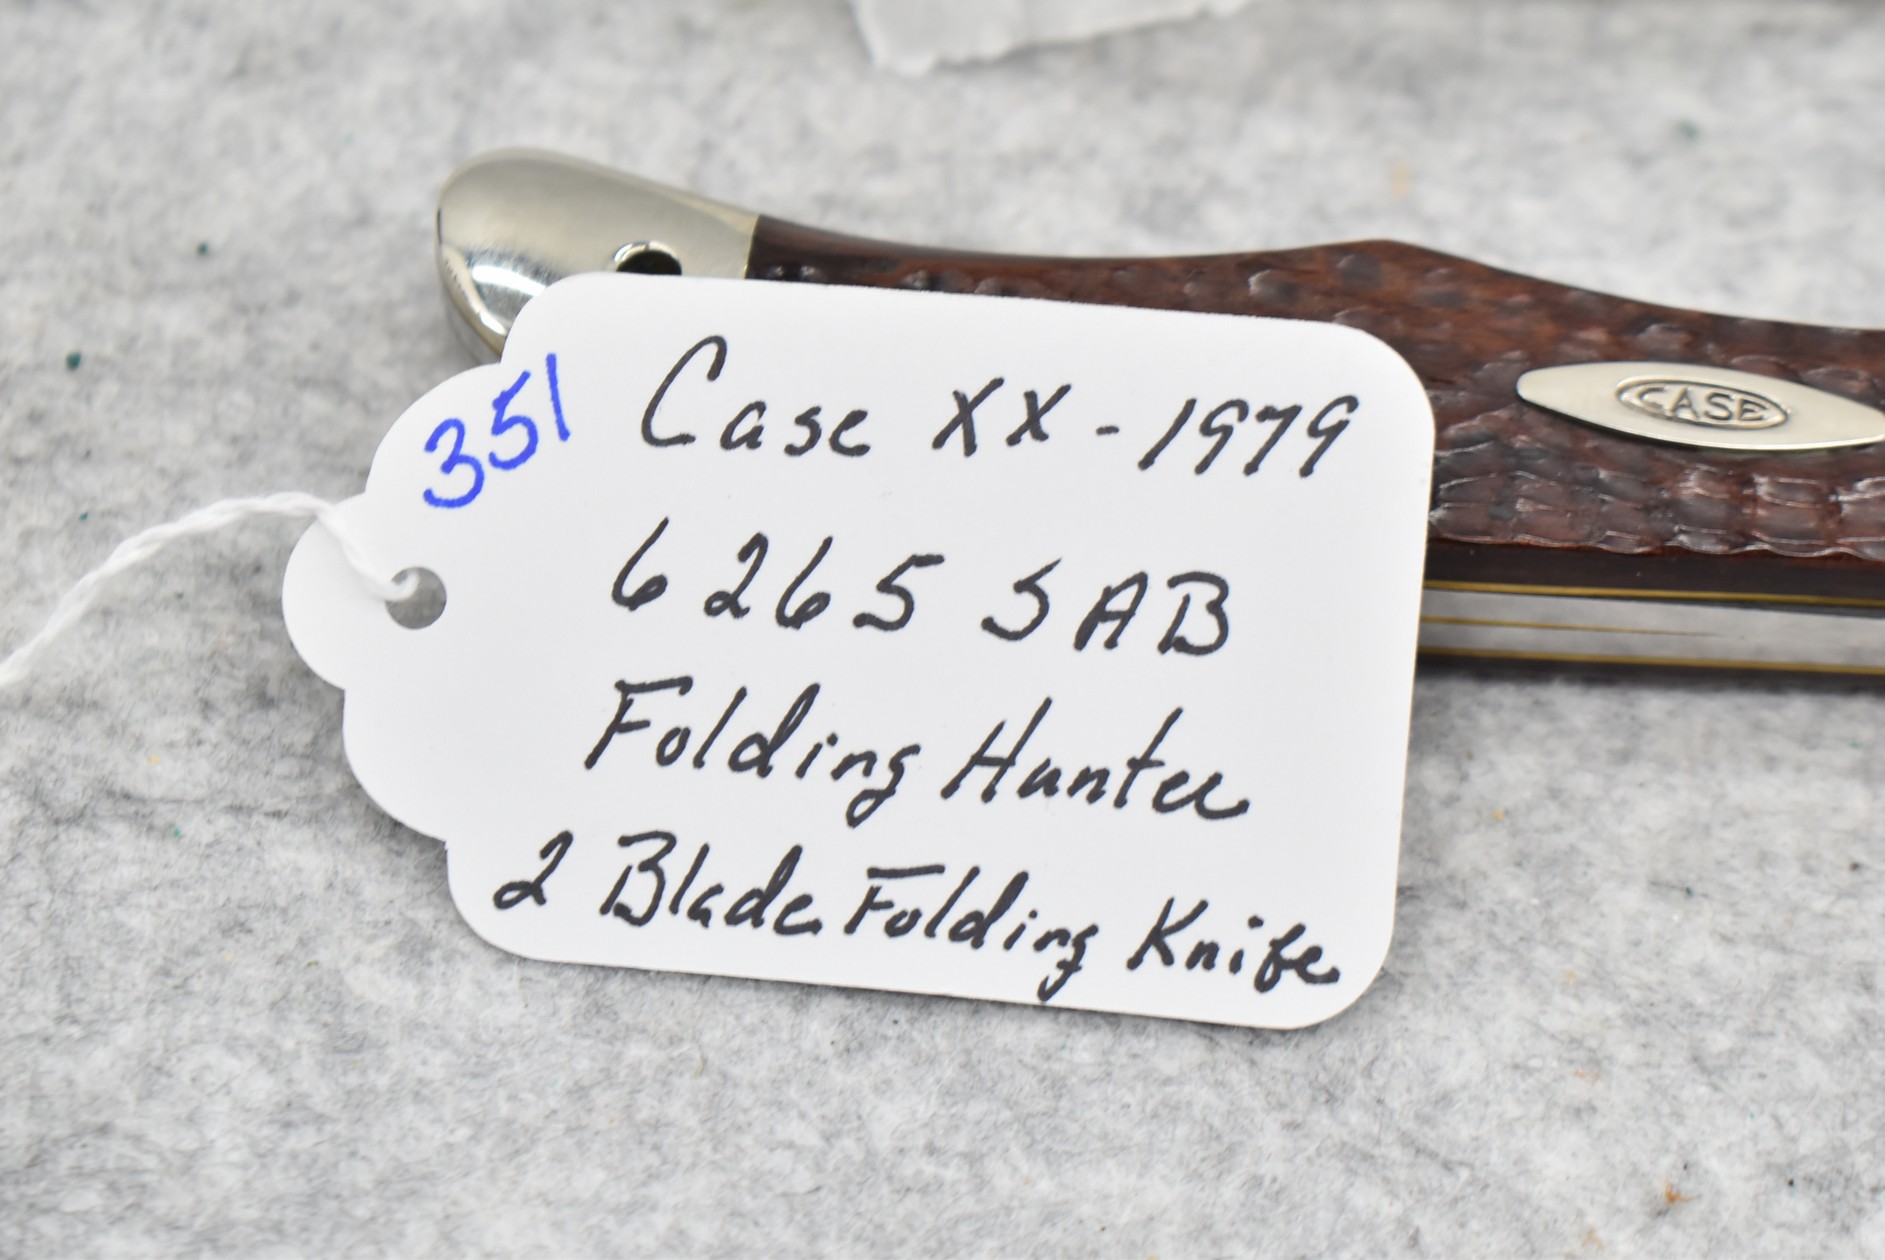 351
Case XX - 1979
6265 SAB
Folding Hunter
2 Blade Folding Knife
CASE